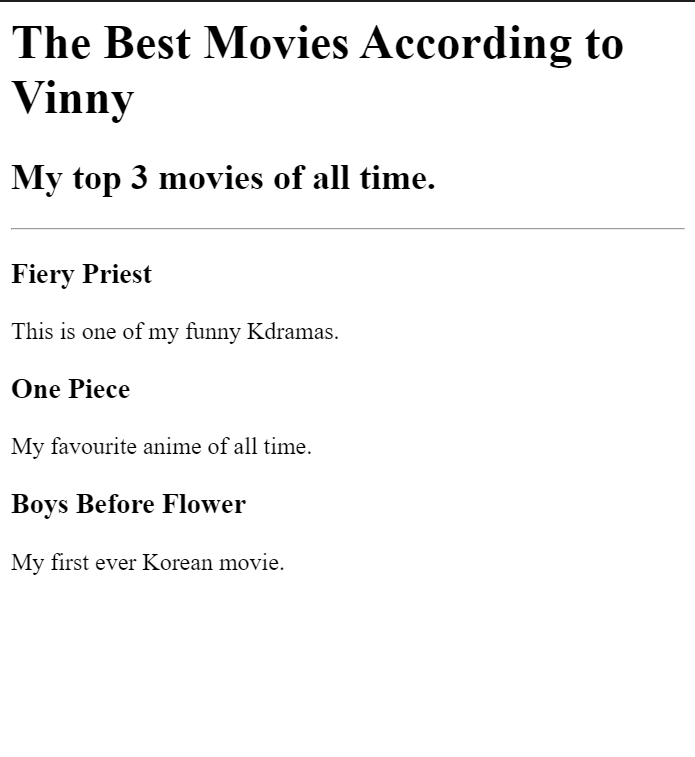 The Best Movies According to
Vinny
My top 3 movies of all time.
Fiery Priest
This is one of my funny Kdramas.
One Piece
My favourite anime of all time.
Boys Before Flower
My first ever Korean movie.